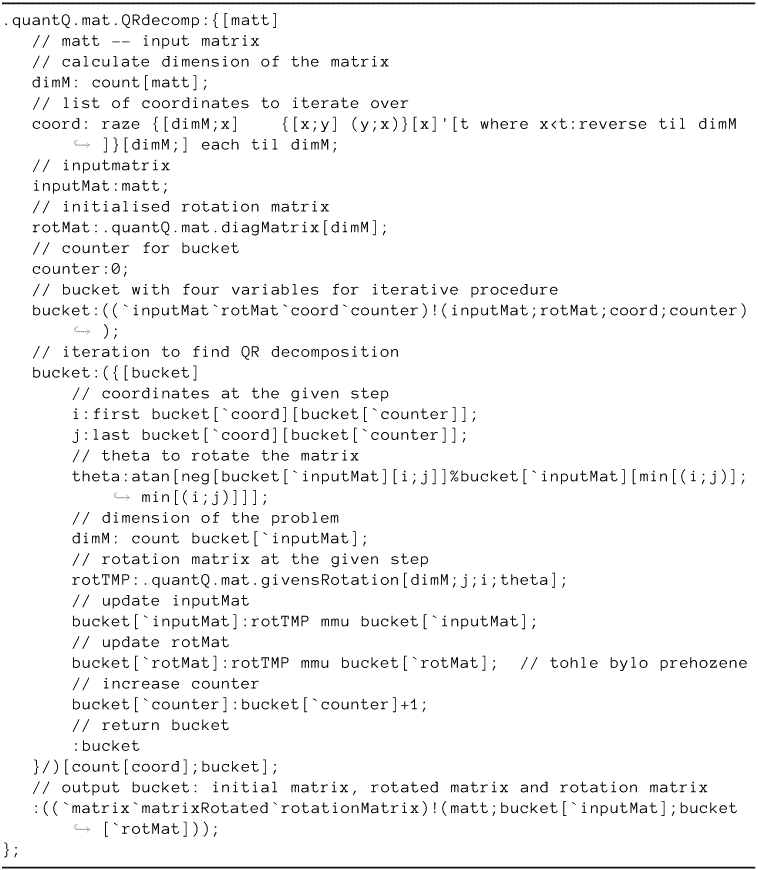 .quantQ.mat.QRdecomp:{[matt]
// matt -- input matrix
// calculate dimension of the matrix
dimM: count[matt];
// list of coordinates to iterate over
coord: raze {[dimM;x]    {[x;y] (y;x)}[x]'[t where x<t:reverse til dimM
↪ ]}[dimM;] each til dimM;
// inputmatrix
inputMat:matt;
// initialised rotation matrix
rotMat:.quantQ.mat.diagMatrix[dimM];
// counter for bucket
counter:0;
// bucket with four variables for iterative procedure
bucket:((`inputMat`rotMat`coord`counter)!(inputMat;rotMat;coord;counter)
↪ );
// iteration to find QR decomposition
bucket:({[bucket]
// coordinates at the given step
i:first bucket[`coord][bucket[`counter]];
j:last bucket[`coord][bucket[`counter]];
// theta to rotate the matrix
theta:atan[neg[bucket[`inputMat][i;j]]%bucket[`inputMat][min[(i;j)];
↪ min[(i;j)]]];
// dimension of the problem
dimM: count bucket[`inputMat];
// rotation matrix at the given step
rotTMP:.quantQ.mat.givensRotation[dimM;j;i;theta];
// update inputMat
bucket[`inputMat]:rotTMP mmu bucket[`inputMat];
// update rotMat
bucket[`rotMat]:rotTMP mmu bucket[`rotMat];  // tohle bylo prehozene
// increase counter
bucket[`counter]:bucket[`counter]+1;
// return bucket
:bucket
}/)[count[coord];bucket];
// output bucket: initial matrix, rotated matrix and rotation matrix
:((`matrix`matrixRotated`rotationMatrix)!(matt;bucket[`inputMat];bucket
↪ [`rotMat]));
};